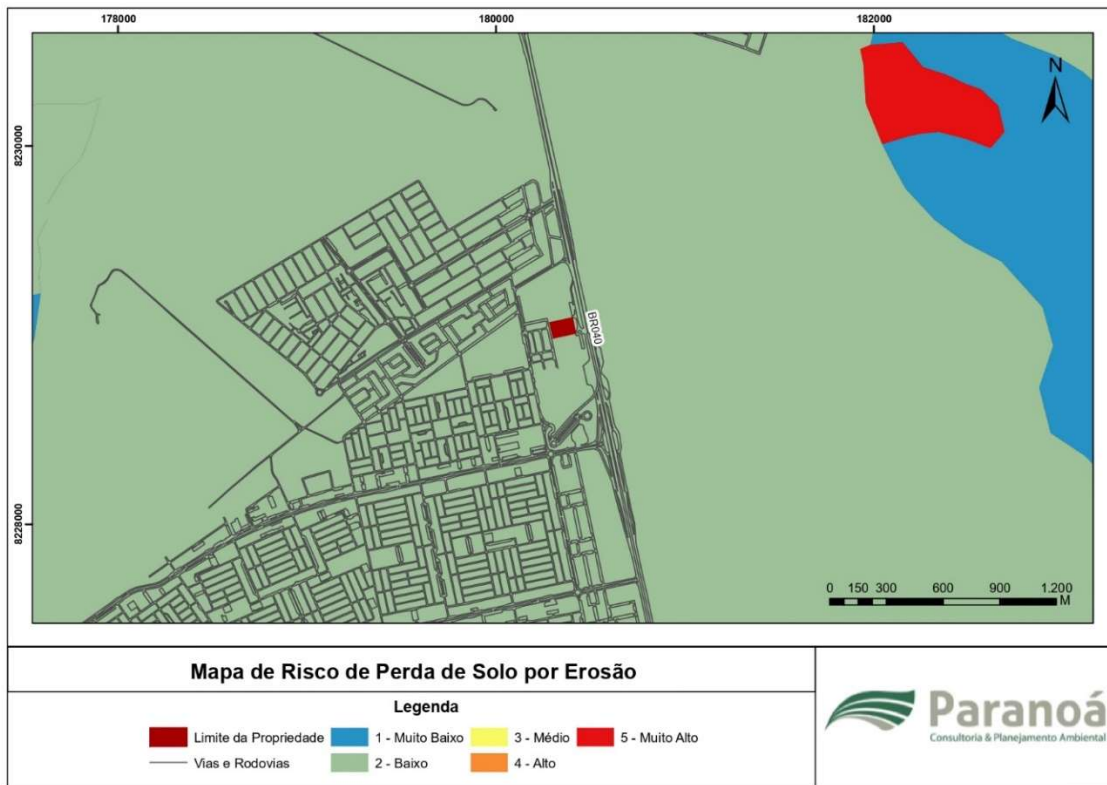 178000
180000
182000
8230000
8228000
N
BR040
0 150 300 600 900 1.200
M
Mapa de Risco de Perda de Solo por Erosão
Legenda
Limite da Propriedade
1 - Muito Baixo
3 - Médio
5 - Muito Alto
Vias e Rodovias
2 - Baixo
4 - Alto
Paranoá
Consultoria & Planejamento Ambiental